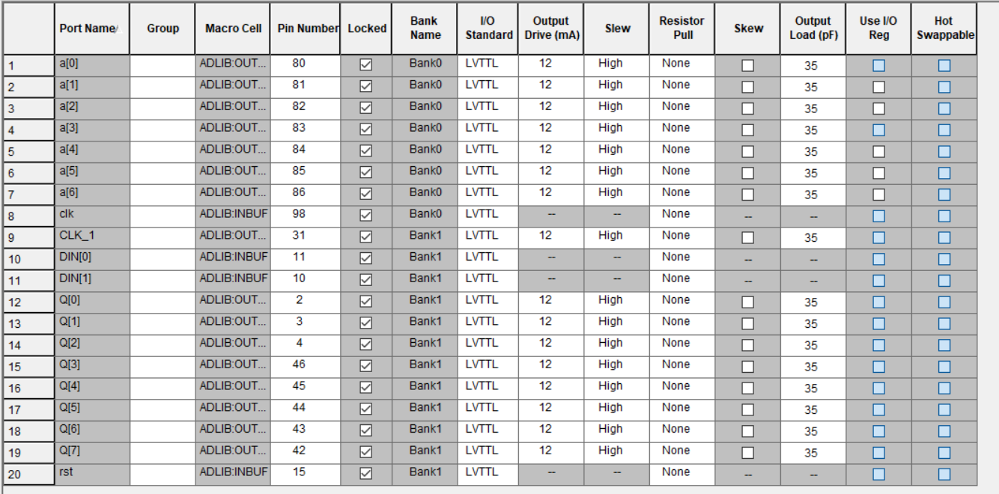 Port Name Group Macro Cell Pin Number Locked Bank Name I/O Standard Output Drive (mA) Slew Resistor Pull Skew Output Load (pF) Use I/O Reg Hot Swappable
1 a[0] ADLIB:OUT... 80 Bank0 LVTTL 12 High None 35
2 a[1] ADLIB:OUT... 81 Bank0 LVTTL 12 High None 35
3 a[2] ADLIB:OUT... 82 Bank0 LVTTL 12 High None 35
4 a[3] ADLIB:OUT... 83 Bank0 LVTTL 12 High None 35
5 a[4] ADLIB:OUT... 84 Bank0 LVTTL 12 High None 35
6 a[5] ADLIB:OUT... 85 Bank0 LVTTL 12 High None 35
7 a[6] ADLIB:OUT... 86 Bank0 LVTTL 12 High None 35
8 clk ADLIB:INBUF 98 Bank0 LVTTL -- -- None -- --
9 CLK_1 ADLIB:OUT... 31 Bank1 LVTTL 12 High None 35
10 DIN[0] ADLIB:INBUF 11 Bank1 LVTTL -- -- None -- --
11 DIN[1] ADLIB:INBUF 10 Bank1 LVTTL -- -- None -- --
12 Q[0] ADLIB:OUT... 2 Bank1 LVTTL 12 High None 35
13 Q[1] ADLIB:OUT... 3 Bank1 LVTTL 12 High None 35
14 Q[2] ADLIB:OUT... 4 Bank1 LVTTL 12 High None 35
15 Q[3] ADLIB:OUT... 46 Bank1 LVTTL 12 High None 35
16 Q[4] ADLIB:OUT... 45 Bank1 LVTTL 12 High None 35
17 Q[5] ADLIB:OUT... 44 Bank1 LVTTL 12 High None 35
18 Q[6] ADLIB:OUT... 43 Bank1 LVTTL 12 High None 35
19 Q[7] ADLIB:OUT... 42 Bank1 LVTTL 12 High None 35
20 rst ADLIB:INBUF 15 Bank1 LVTTL -- -- None -- --